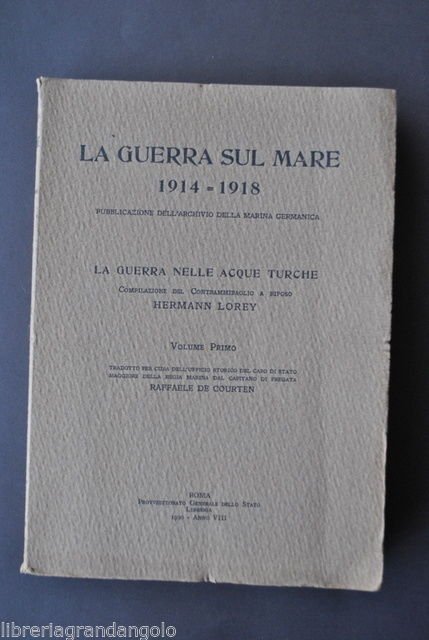 LA GUERRA SUL MARE
1914 - 1918
PUBBLICAZIONE DELL'ARCHIVIO DELLA MARINA GERMANICA
LA GUERRA NELLE ACQUE TURCHE
COMPILAZIONE DEL CONTRAMMIRAGLIO A RIPOSO
HERMANN LOREY
VOLUME PRIMO
TRADOTTO PER CURA DELL'UFFICIO STORICO DEL CAPO DI STATO
MAGGIORE DELLA REGIA MARINA DAL CAPITANO DI FREGATA
RAFFAELE DE COURTEN
ROMA
PROVVEDITORATO GENERALE DELLO STATO
LIBRERIA
1930 - ANNO VIII
libreriagrandangolo